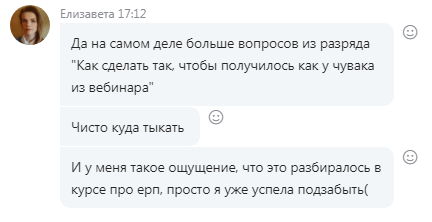 Елизавета 17:12
Да на самом деле больше вопросов из разряда
"Как сделать так, чтобы получилось как у чувака
из вебинара"
Чисто куда тыкать
И у меня такое ощущение, что это разбиралось в
курсе про ерп, просто я уже успела подзабыть(